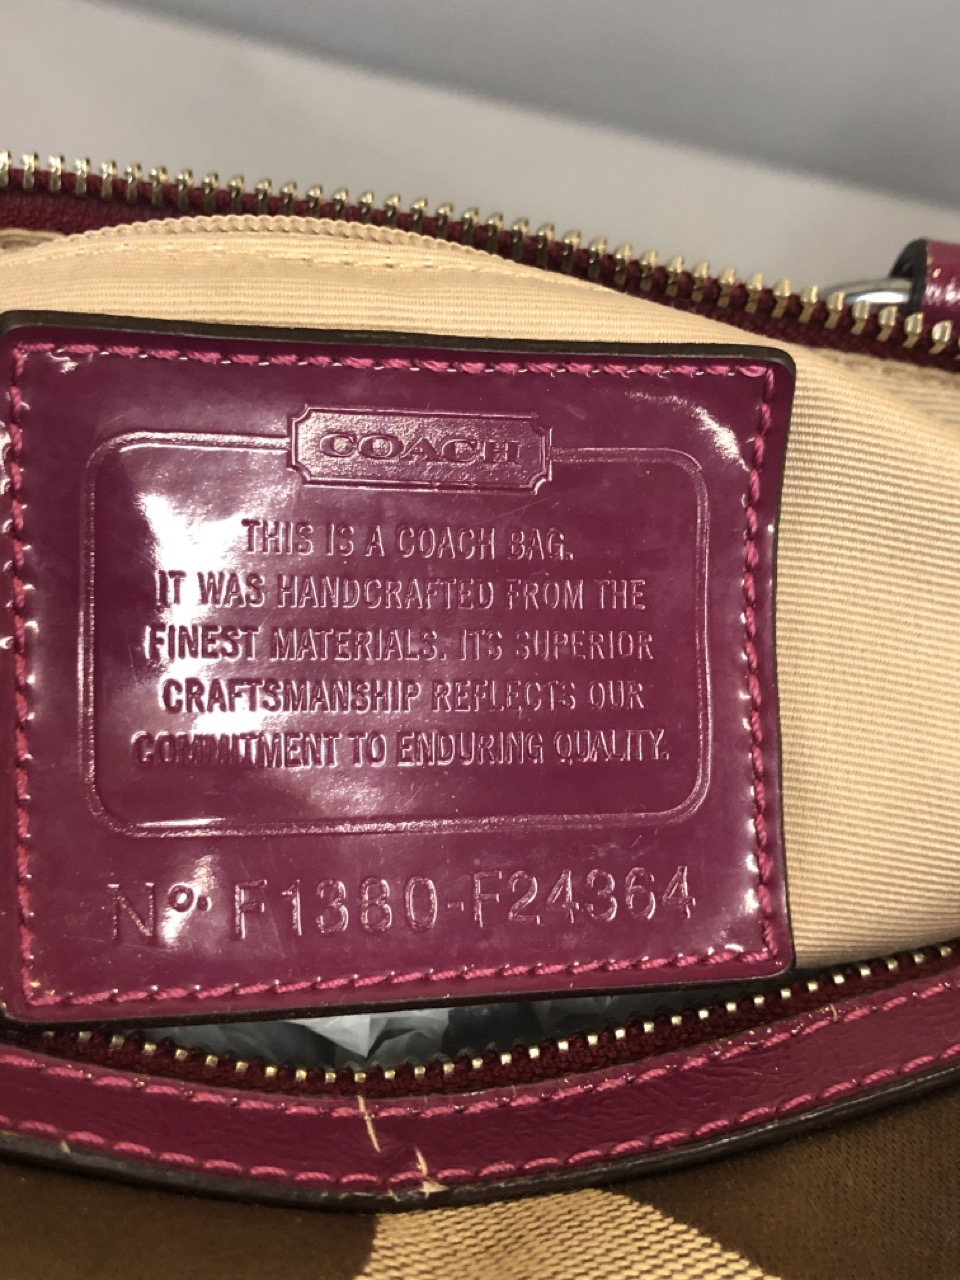 COACH
THIS IS A COACH BAG.
IT WAS HANDCRAFTED FROM THE
FINEST MATERIALS. ITS SUPERIOR
CRAFTSMANSHIP REFLECTS OUR
COMMITMENT TO ENDURING QUALITY.
Nº. F1380-F24364